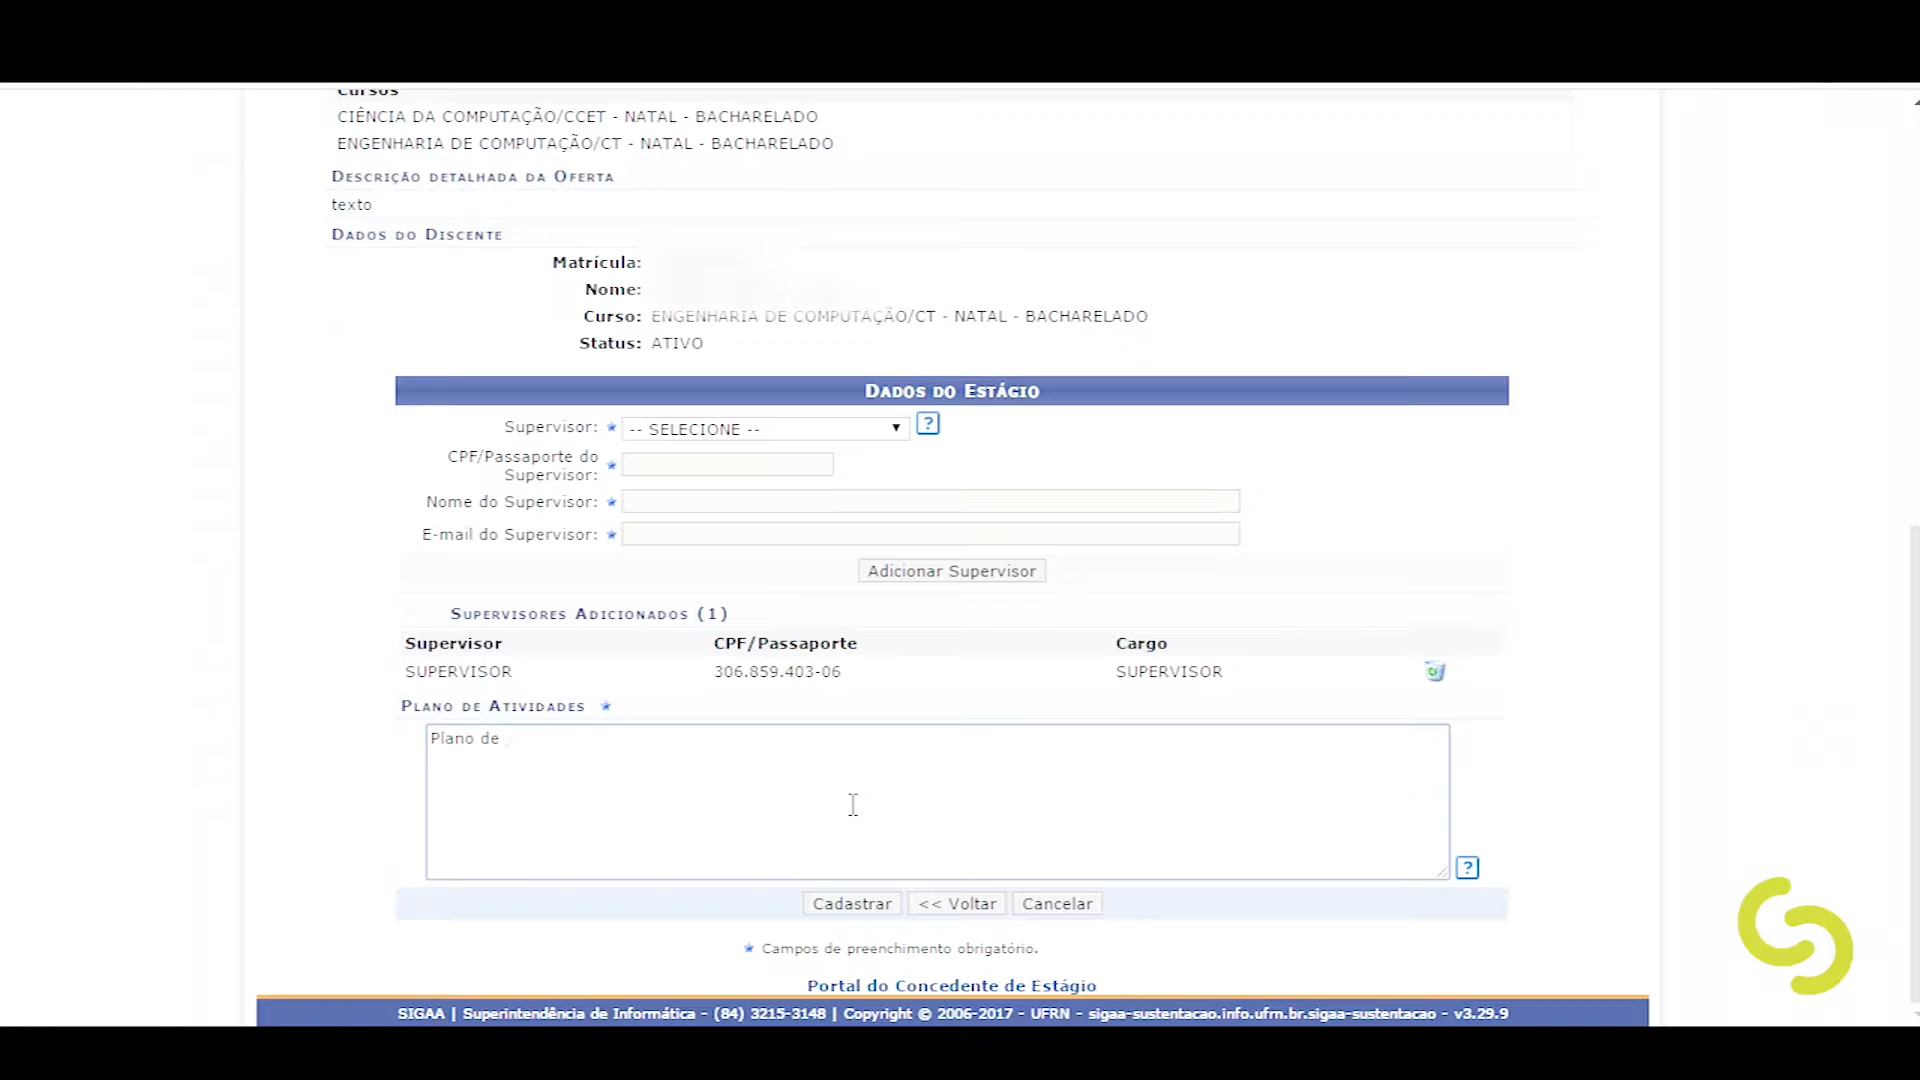 Cursos
CIÊNCIA DA COMPUTAÇÃO/CCET - NATAL - BACHARELADO
ENGENHARIA DE COMPUTAÇÃO/CT - NATAL - BACHARELADO
DESCRIÇÃO DETALHADA DA OFERTA
texto
DADOS DO DISCENTE
Matrícula:
Nome:
Curso: ENGENHARIA DE COMPUTAÇÃO/CT - NATAL - BACHARELADO
Status: ATIVO
DADOS DO ESTÁGIO
Supervisor: ★ -- SELECIONE -- ▼ ?
CPF/Passaporte do
Supervisor: ★
Nome do Supervisor: ★
E-mail do Supervisor: ★
Adicionar Supervisor
SUPERVISORES ADICIONADOS (1)
Supervisor CPF/Passaporte Cargo
SUPERVISOR 306.859.403-06 SUPERVISOR
PLANO DE ATIVIDADES ★
Plano de
?
Cadastrar << Voltar Cancelar
★ Campos de preenchimento obrigatório.
Portal do Concedente de Estágio
SIGAA | Superintendência de Informática - (84) 3215-3148 | Copyright © 2006-2017 - UFRN - sigaa-sustentacao.info.ufrn.br.sigaa-sustentacao - v3.29.9